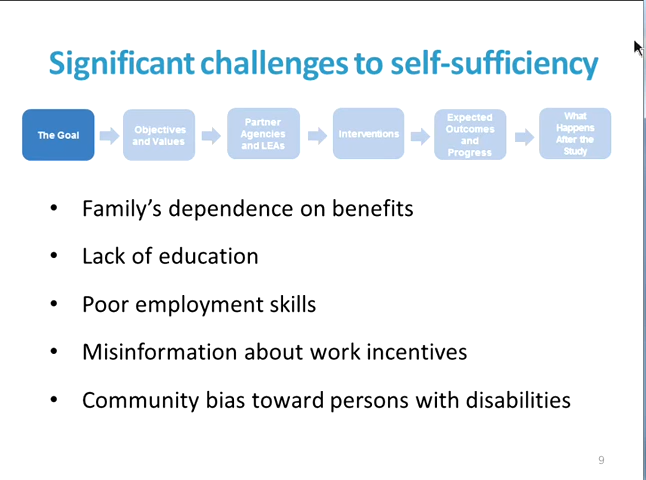 Significant challenges to self-sufficiency
The Goal
Objectives
and Values
Partner
Agencies
and LEAs
Interventions
Expected
Outcomes
and
Progress
What
Happens
After the
Study
• Family’s dependence on benefits
• Lack of education
• Poor employment skills
• Misinformation about work incentives
• Community bias toward persons with disabilities
9